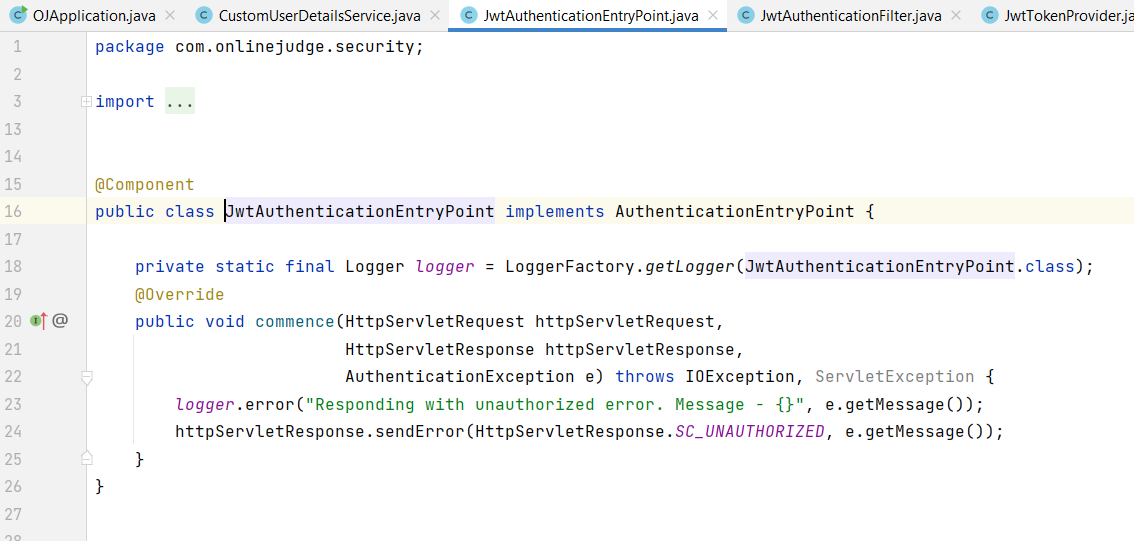 OJApplication.java × CustomUserDetailsService.java × JwtAuthenticationEntryPoint.java × JwtAuthenticationFilter.java × JwtTokenProvider.ja
1 package com.onlinejudge.security;
2
3 import ...
13
14
15 @Component
16 public class JwtAuthenticationEntryPoint implements AuthenticationEntryPoint {
17
18 private static final Logger logger = LoggerFactory.getLogger(JwtAuthenticationEntryPoint.class);
19 @Override
20 @ public void commence(HttpServletRequest httpServletRequest,
21 HttpServletResponse httpServletResponse,
22 AuthenticationException e) throws IOException, ServletException {
23 logger.error("Responding with unauthorized error. Message - {}", e.getMessage());
24 httpServletResponse.sendError(HttpServletResponse.SC_UNAUTHORIZED, e.getMessage());
25 }
26 }
27
28